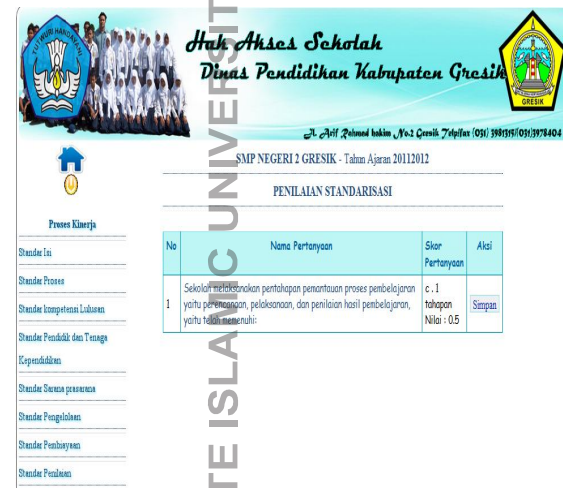 Hak Akses Sekolah
Dinas Pendidikan Kabupaten Gresik
TUT WURI HANDAYANI
GRESIK
Jl. Arif Rahmad hakim No.2 Gresik Telpifax (031) 3981315/(031)3978404
SMP NEGERI 2 GRESIK - Tahun Ajaran 20112012
PENILAIAN STANDARISASI
Proses Kinerja
Standar Isi
Standar Proses
Standar kompetensi Lulusan
Standar Pendidik dan Tenaga
Kependidikan
Standar Sarana prasarana
Standar Pengelolaan
Standar Pembiayaan
Standar Penilaian
No Nama Pertanyaan Skor Pertanyaan Aksi
1 Sekolah melaksanakan pentahapan pemantauan proses pembelajaran
yaitu perencanaan, pelaksanaan, dan penilaian hasil pembelajaran,
yaitu telah memenuhi:
c . 1
tahapan
Nilai : 0.5
Simpan
TE ISLAMIC UNIVERSIT